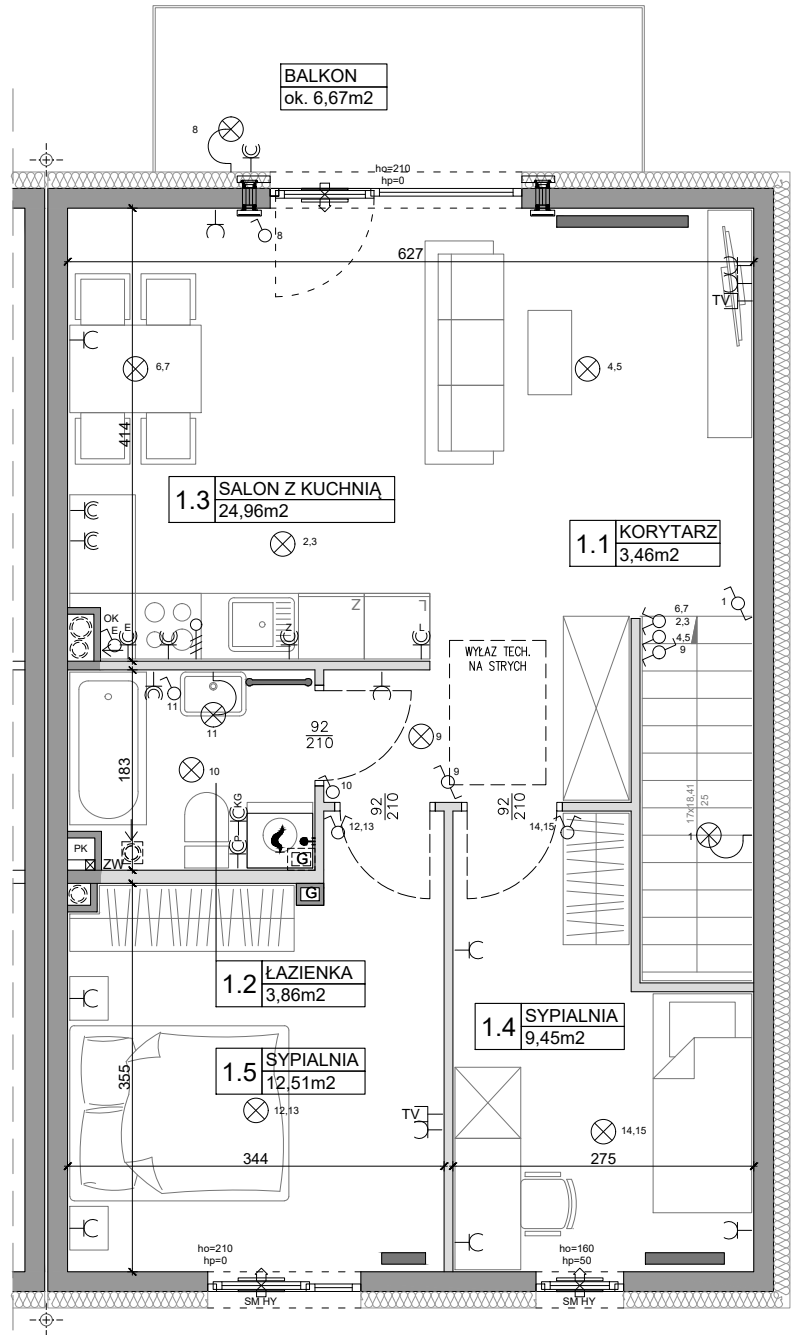 BALKON
ok. 6,67m2
8
ho=210
hp=0
8
627
TV
6,7
4,5
414
1.3 SALON Z KUCHNIĄ
24,96m2
2,3
1.1 KORYTARZ
3,46m2
1
Z
L
OK
E
E
Z
L
6,7
2,3
4,5
9
WYŁAZ TECH.
NA STRYCH
11
11
92
210
9
183
10
9
10
KG
P
92
210
92
210
12,13
14,15
17x18,41
25
1
PK
ZW
G
G
1.2 ŁAZIENKA
3,86m2
1.4 SYPIALNIA
9,45m2
1.5 SYPIALNIA
12,51m2
355
12,13
TV
14,15
344
275
ho=210
hp=0
ho=160
hp=50
SM HY
SM HY